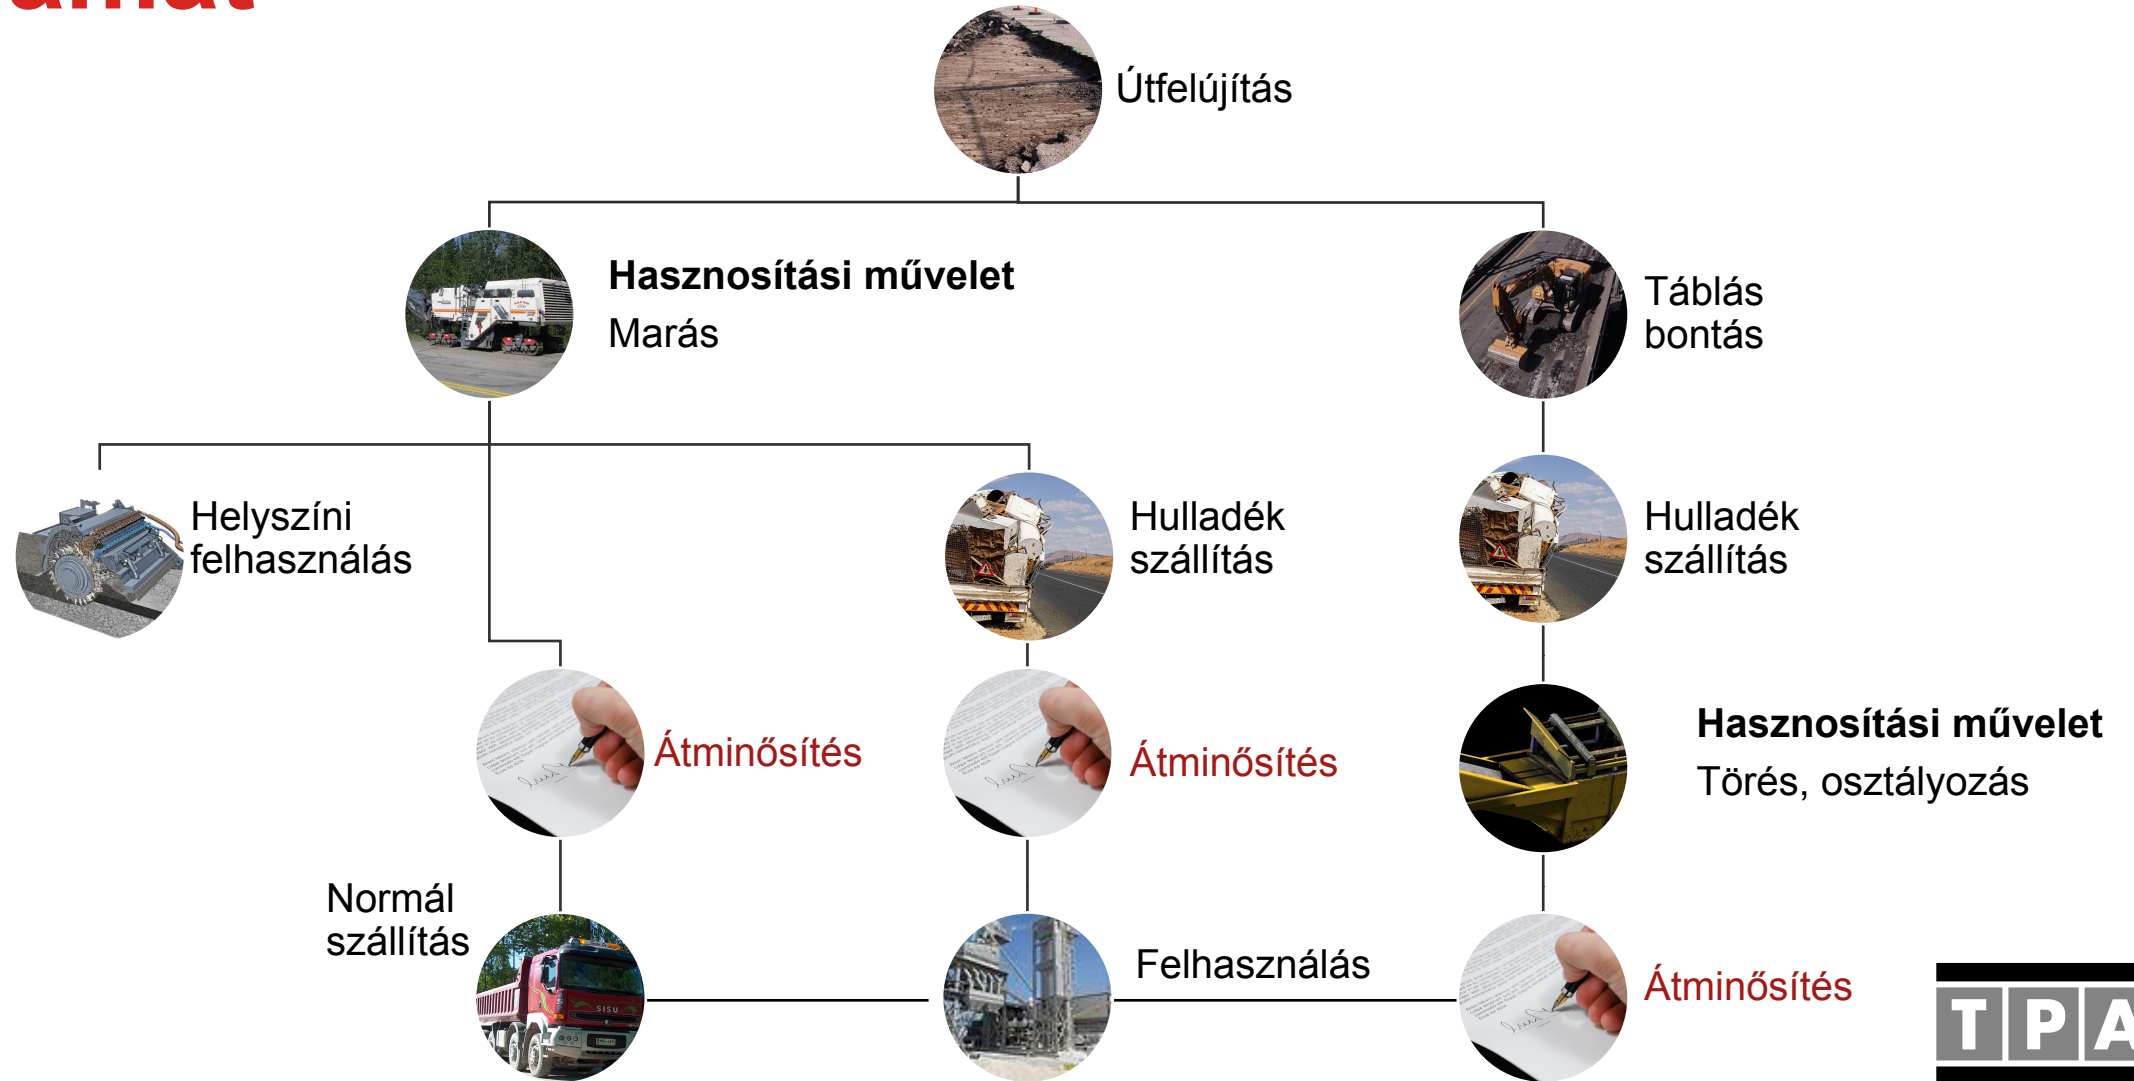 Útfelújítás
Hasznosítási művelet
Marás
Táblás
bontás
Helyszíni
felhasználás
Hulladék
szállítás
Hulladék
szállítás
Átminősítés
Átminősítés
Hasznosítási művelet
Törés, osztályozás
Normál
szállítás
SISU
Felhasználás
Átminősítés
TPA